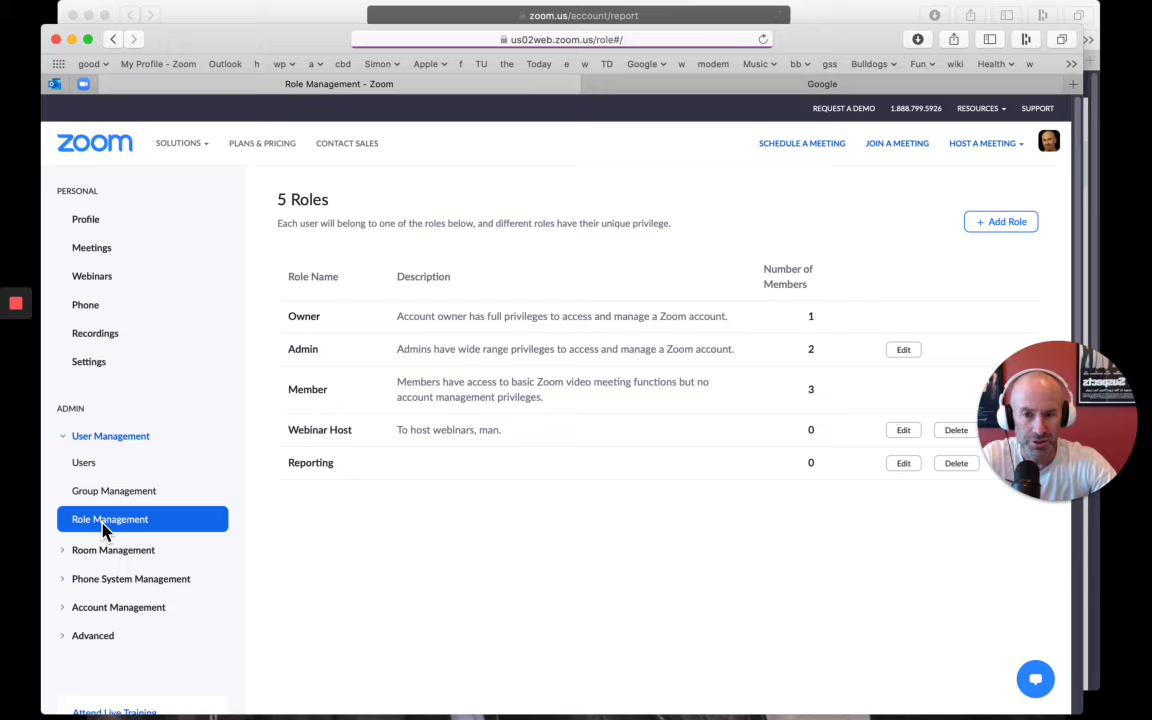 zoom.us/account/report
us02web.zoom.us/role#/
good
My Profile - Zoom
Outlook
h
wp
a
cbd
Simon
Apple
f
TU
the
Today
e
w
TD
Google
w
modem
Music
bb
gss
Bulldogs
Fun
wiki
Health
w
Role Management - Zoom
Google
REQUEST A DEMO
1.888.799.5926
RESOURCES
SUPPORT
zoom
SOLUTIONS
PLANS & PRICING
CONTACT SALES
SCHEDULE A MEETING
JOIN A MEETING
HOST A MEETING
PERSONAL
Profile
Meetings
Webinars
Phone
Recordings
Settings
ADMIN
User Management
Users
Group Management
Role Management
Room Management
Phone System Management
Account Management
Advanced
Attend Live Training
5 Roles
Each user will belong to one of the roles below, and different roles have their unique privilege.
+ Add Role
Role Name
Description
Number of
Members
Owner
Account owner has full privileges to access and manage a Zoom account.
1
Admin
Admins have wide range privileges to access and manage a Zoom account.
2
Edit
Member
Members have access to basic Zoom video meeting functions but no
account management privileges.
3
Webinar Host
To host webinars, man.
0
Edit
Delete
Reporting
0
Edit
Delete
Suspects